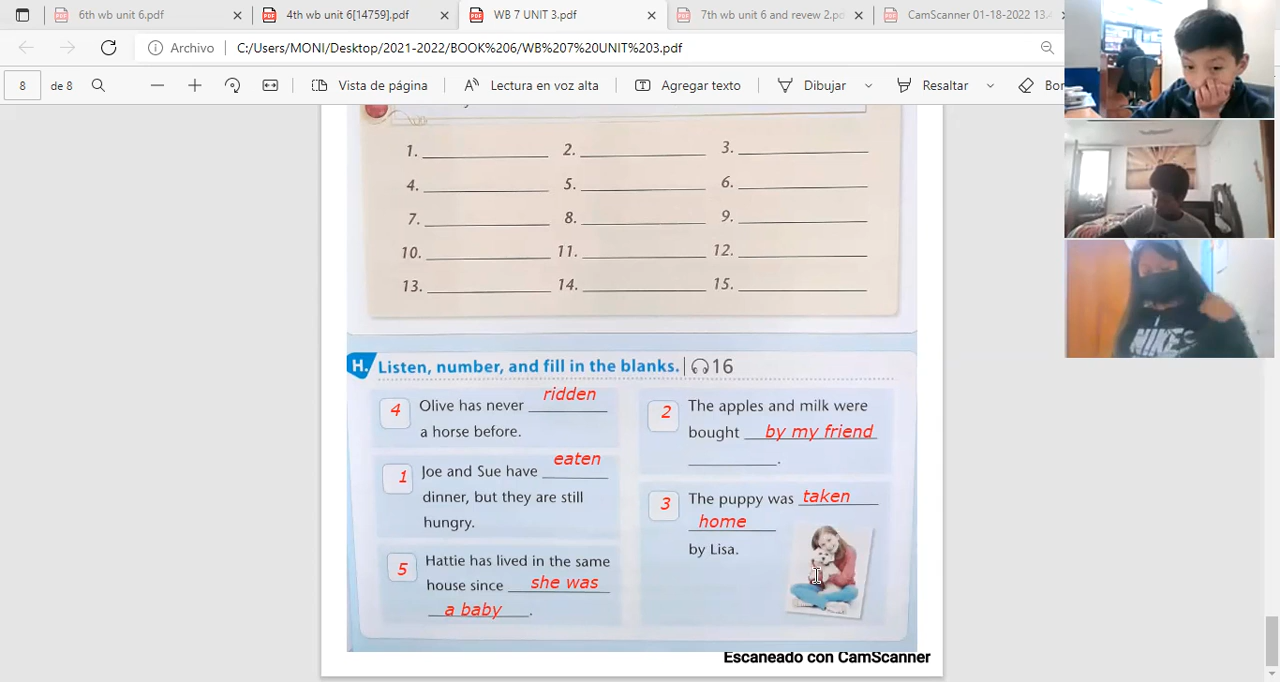 6th wb unit 6.pdf
4th wb unit 6[14759].pdf
WB 7 UNIT 3.pdf
7th wb unit 6 and revew 2.pd
CamScanner 01-18-2022 13.4
Archivo
C:/Users/MONI/Desktop/2021-2022/BOOK%206/WB%207%20UNIT%203.pdf
8 de 8
Vista de página
Lectura en voz alta
Agregar texto
Dibujar
Resaltar
Bor
1. 2. 3.
4. 5. 6.
7. 8. 9.
10. 11. 12.
13. 14. 15.
H. Listen, number, and fill in the blanks. 16
4 Olive has never ridden
a horse before.
1 Joe and Sue have eaten
dinner, but they are still
hungry.
5 Hattie has lived in the same
house since she was
a baby.
2 The apples and milk were
bought by my friend
.
3 The puppy was taken
home
by Lisa.
NIKE
Escaneado con CamScanner